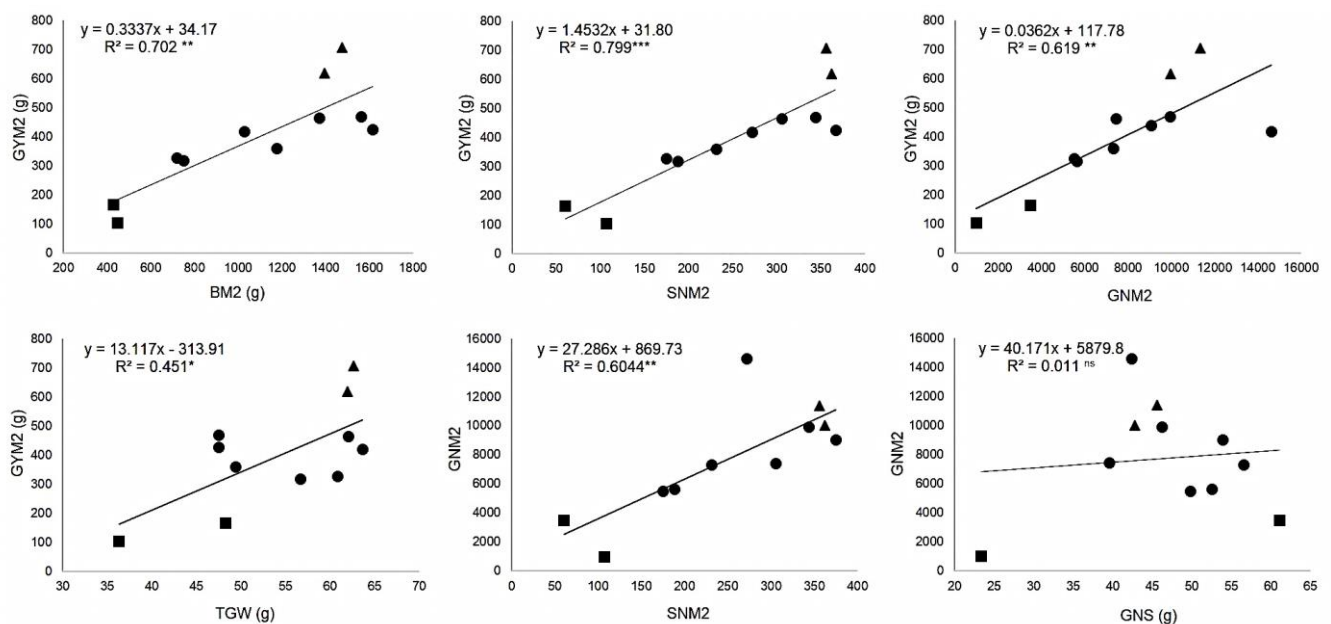 y = 0.3337x + 34.17
R² = 0.702 **
GYM2 (g)
800
700
600
500
400
300
200
100
0
200 400 600 800 1000 1200 1400 1600 1800
BM2 (g)
y = 1.4532x + 31.80
R² = 0.799***
GYM2 (g)
800
700
600
500
400
300
200
100
0
0 50 100 150 200 250 300 350 400
SNM2
y = 0.0362x + 117.78
R² = 0.619 **
GYM2 (g)
800
700
600
500
400
300
200
100
0
0 2000 4000 6000 8000 10000 12000 14000 16000
GNM2
y = 13.117x - 313.91
R² = 0.451*
GYM2 (g)
800
700
600
500
400
300
200
100
0
30 35 40 45 50 55 60 65 70
TGW (g)
y = 27.286x + 869.73
R² = 0.6044**
GNM2
16000
14000
12000
10000
8000
6000
4000
2000
0
0 50 100 150 200 250 300 350 400
SNM2
y = 40.171x + 5879.8
R² = 0.011 ns
GNM2
16000
14000
12000
10000
8000
6000
4000
2000
0
20 25 30 35 40 45 50 55 60 65
GNS (g)